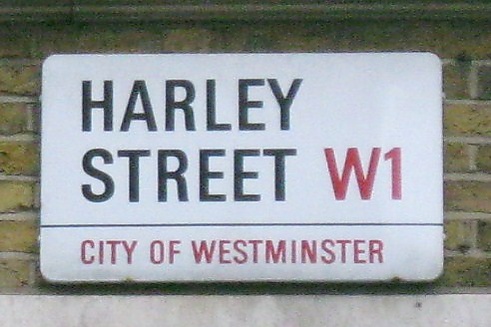 HARLEY
STREET W1
CITY OF WESTMINSTER